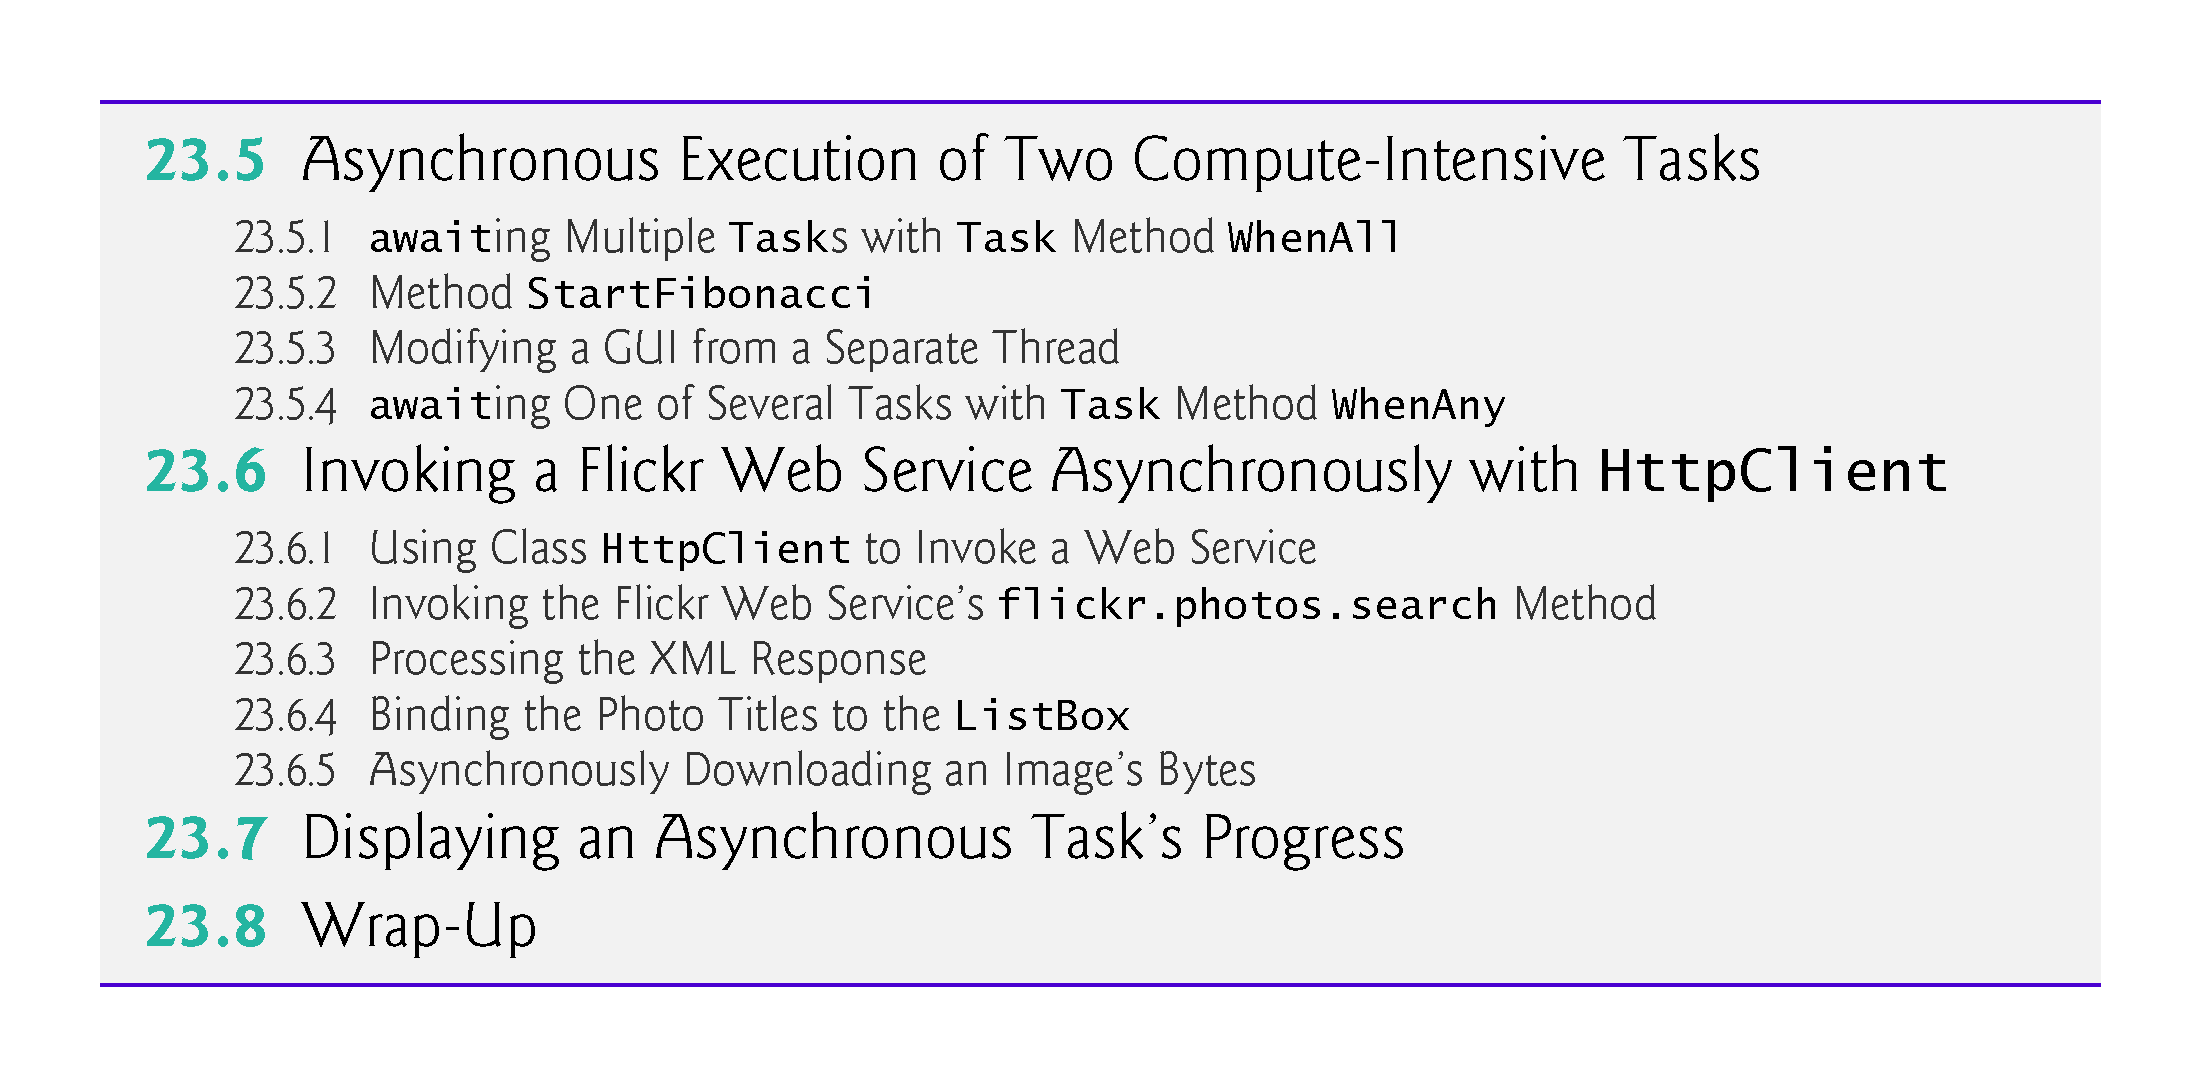 23.5 Asynchronous Execution of Two Compute-Intensive Tasks
23.5.1 awaiting Multiple Tasks with Task Method WhenAll
23.5.2 Method StartFibonacci
23.5.3 Modifying a GUI from a Separate Thread
23.5.4 awaiting One of Several Tasks with Task Method WhenAny
23.6 Invoking a Flickr Web Service Asynchronously with HttpClient
23.6.1 Using Class HttpClient to Invoke a Web Service
23.6.2 Invoking the Flickr Web Service’s flickr.photos.search Method
23.6.3 Processing the XML Response
23.6.4 Binding the Photo Titles to the ListBox
23.6.5 Asynchronously Downloading an Image’s Bytes
23.7 Displaying an Asynchronous Task’s Progress
23.8 Wrap-Up